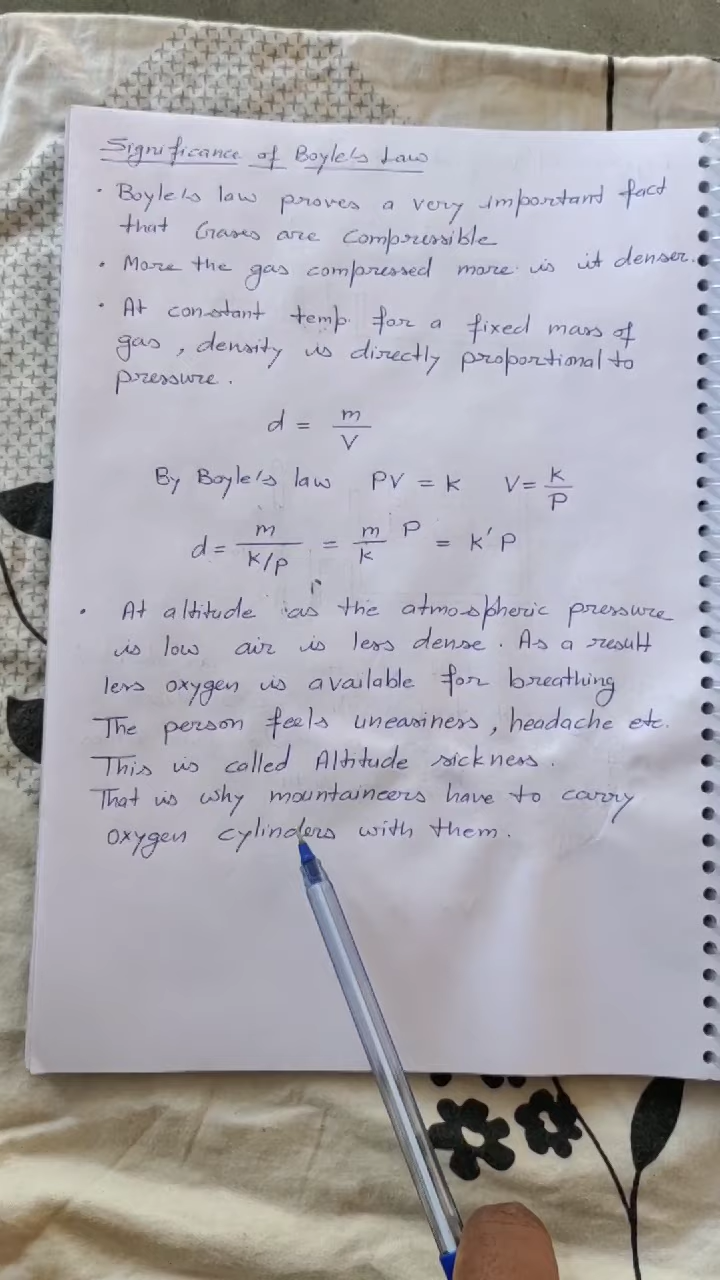 Significance of Boyle's Law
• Boyle's law proves a very important fact
that Gases are Compressible
• More the gas compressed more is it denser.
• At constant temp. for a fixed mass of
gas, density is directly proportional to
pressure.
d = m/V
By Boyle's law PV = K V = K/P
d = m/(K/P) = m/K P = K'P
• At altitude as the atmospheric pressure
is low air is less dense. As a result
less oxygen is available for breathing
The person feels uneasiness, headache etc.
This is called Altitude sickness.
That is why mountaineers have to carry
oxygen cylinders with them.